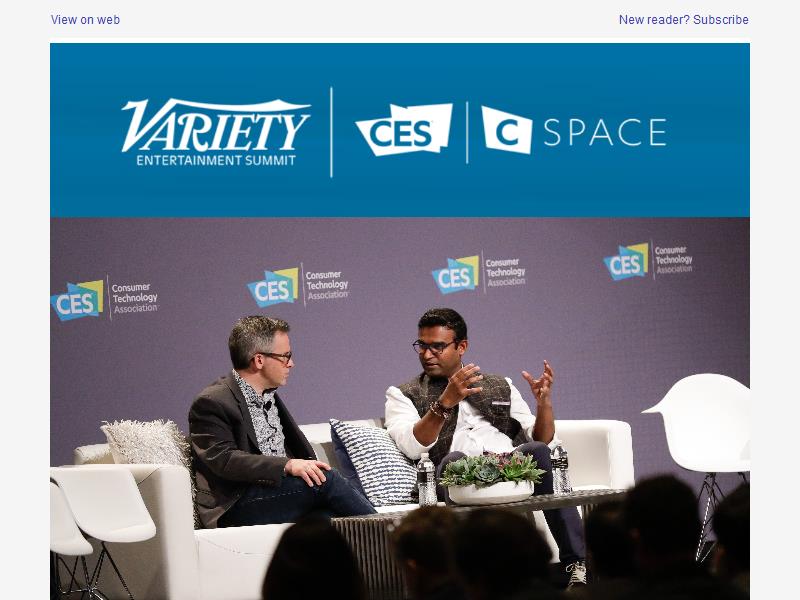 View on web
New reader? Subscribe
VARIETY
ENTERTAINMENT SUMMIT
CES
C SPACE
CES
Consumer
Technology
Association
CES
Consumer
Technology
Association
CES
Consumer
Technology
Association
CES
Consumer
Technology
Association